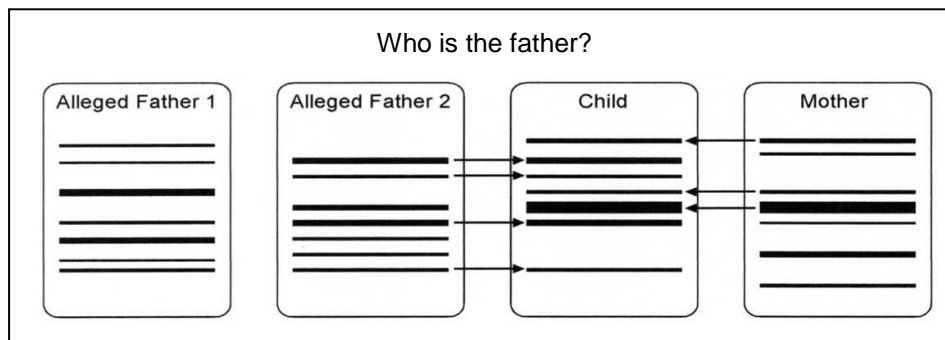 Who is the father?
Alleged Father 1
Alleged Father 2
Child
Mother